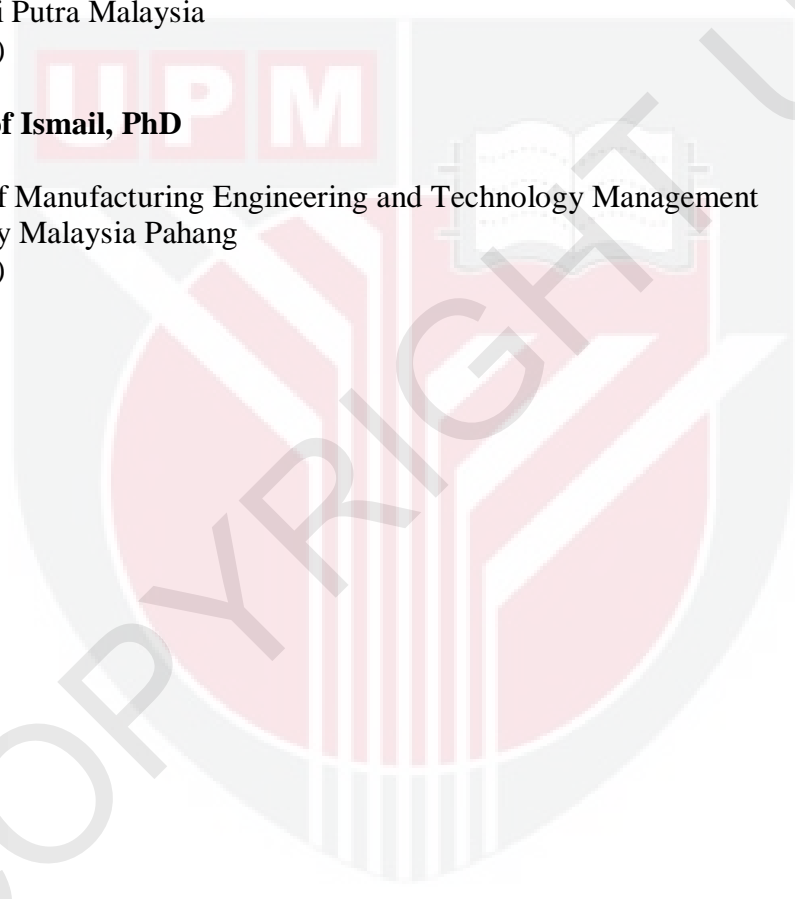 i Putra Malaysia
)
UPM
f Ismail, PhD
f Manufacturing Engineering and Technology Management
y Malaysia Pahang
)
COPYRIGHT U